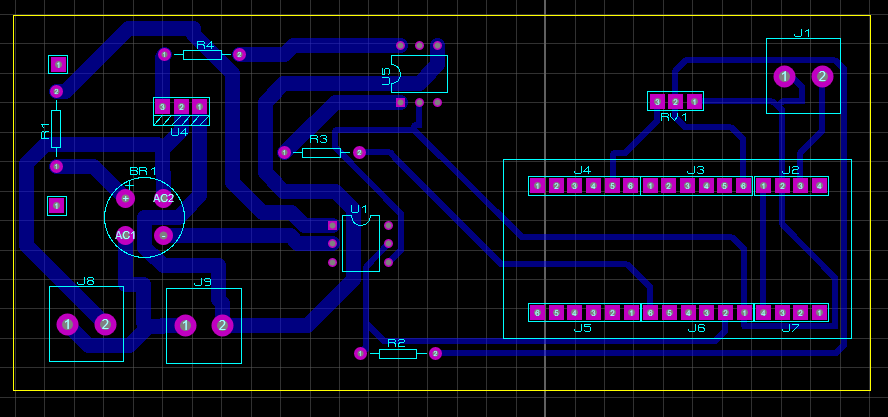 J1
1 2
R4
1 2
1
2
R1
1
U5
3 2 1
U4
3 2 1
RV1
R3
1 2
BR1
+
+ AC2
AC1 -
1
J4 J3 J2
1 2 3 4 5 6 1 2 3 4 5 6 1 2 3 4
U1
J8 J9
1 2 1 2
6 5 4 3 2 1 6 5 4 3 2 1 4 3 2 1
J5 J6 J7
R2
1 2